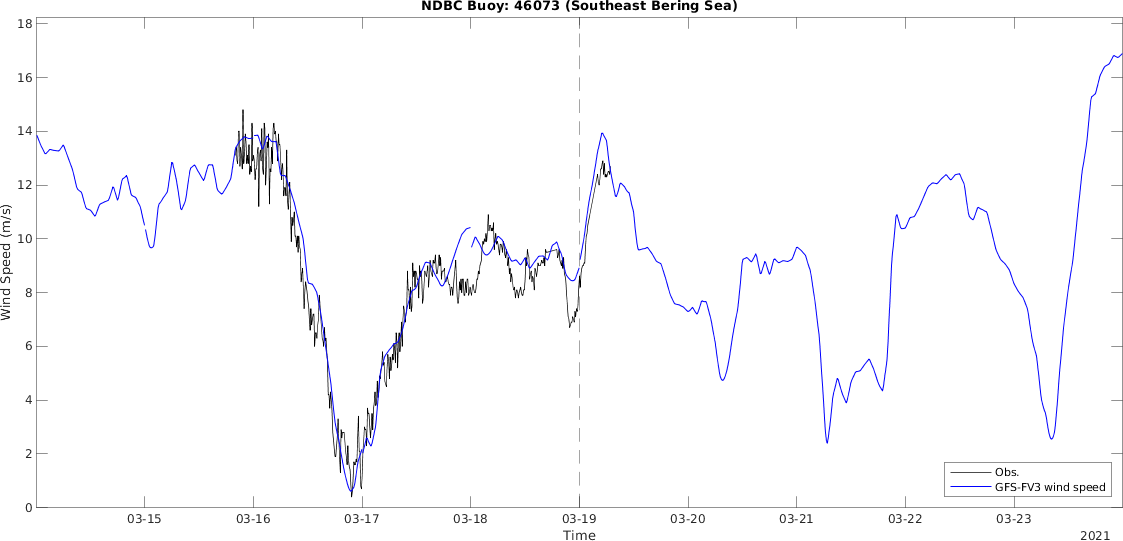 NDBC Buoy: 46073 (Southeast Bering Sea)
18
16
14
12
10
8
6
4
2
0
Wind Speed (m/s)
03-15 03-16 03-17 03-18 03-19 03-20 03-21 03-22 03-23
Time
2021
Obs.
GFS-FV3 wind speed